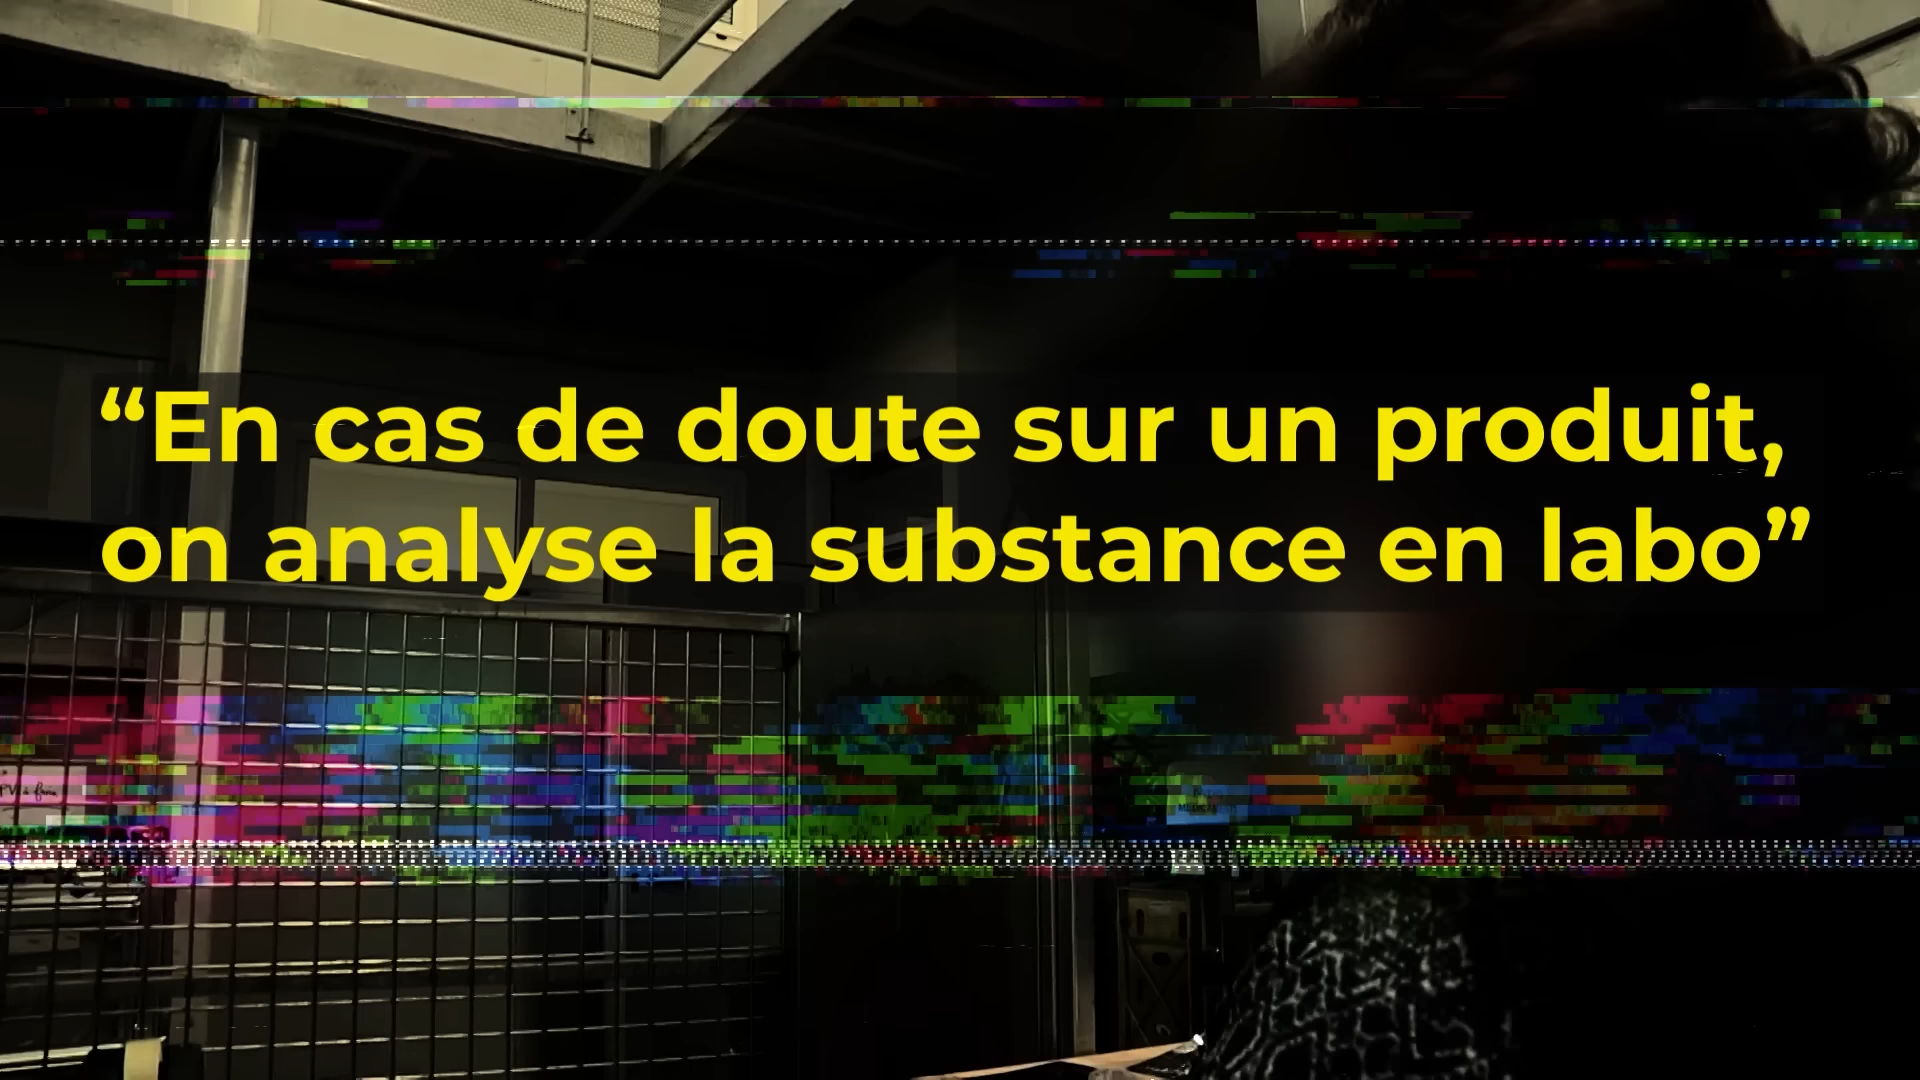 “En cas de doute sur un produit,
on analyse la substance en labo”